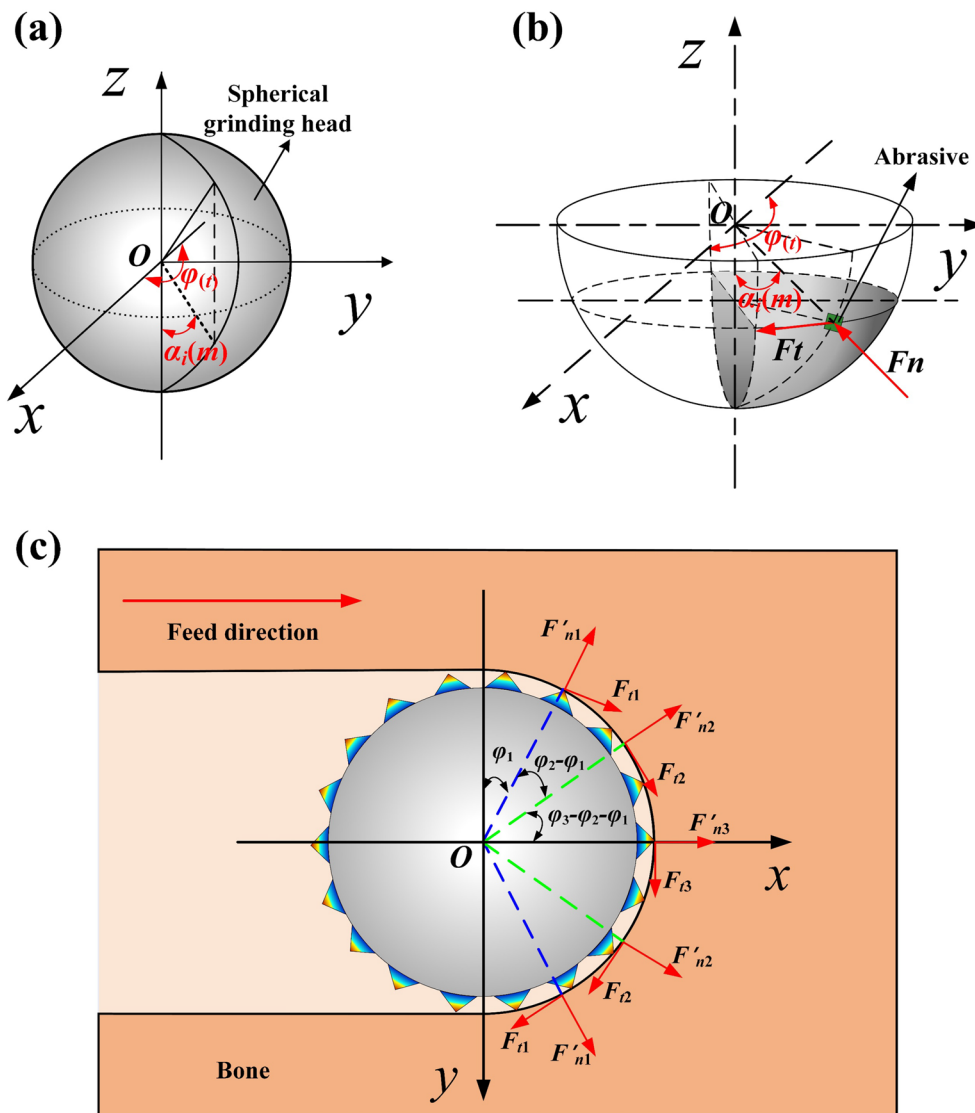 (a)
z
Spherical
grinding head
O
φ(t)
y
αi(m)
x
(b)
z
Abrasive
O
φ(t)
y
αi(m)
Ft
Fn
x
(c)
Feed direction
F′n1
Ft1
F′n2
φ1
φ2-φ1
Ft2
φ3-φ2-φ1
F′n3
O
x
Ft3
F′n2
Ft2
Ft1
F′n1
Bone
y